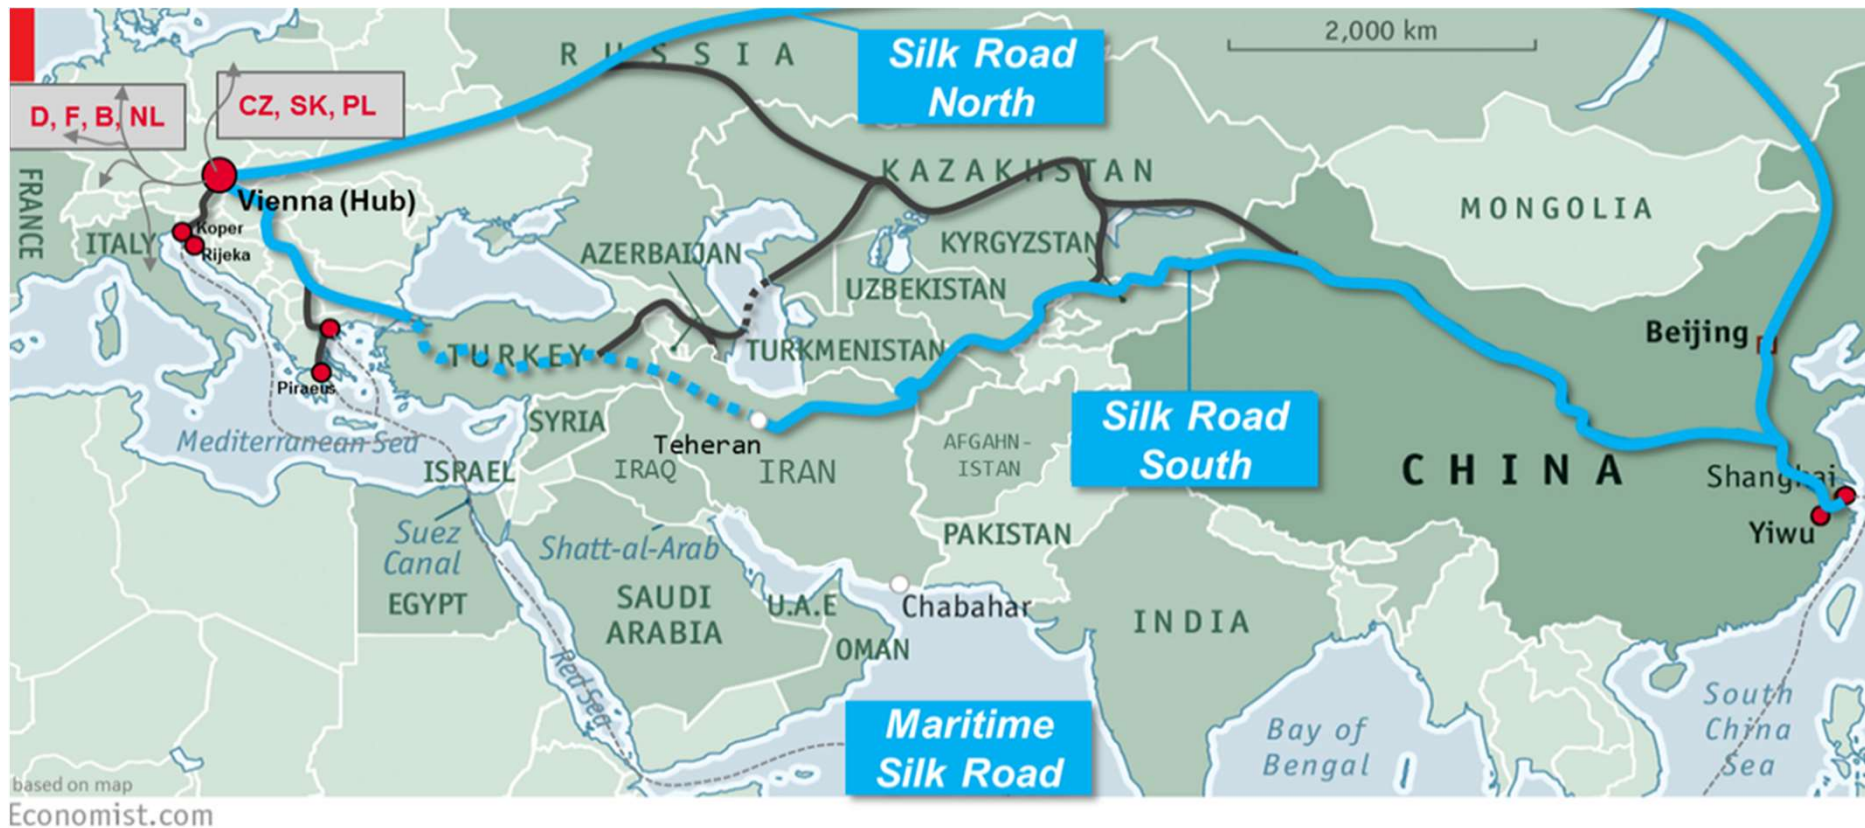 RUSSIA
Silk Road
North
2,000 km
D, F, B, NL
CZ, SK, PL
FRANCE
Vienna (Hub)
KAZAKHSTAN
MONGOLIA
Koper
ITALY
Rijeka
AZERBAIJAN
KYRGYZSTAN
UZBEKISTAN
Beijing
TURKEY
TURKMENISTAN
Piraeus
SYRIA
Silk Road
South
Mediterranean Sea
Teheran
AFGAHN-
ISTAN
ISRAEL
IRAQ
IRAN
CHINA
Shanghai
Suez
Canal
Shatt-al-Arab
PAKISTAN
Yiwu
EGYPT
SAUDI
ARABIA
U.A.E
Chabahar
INDIA
OMAN
Red Sea
Maritime
Silk Road
Bay of
Bengal
South
China
Sea
based on map
Economist.com